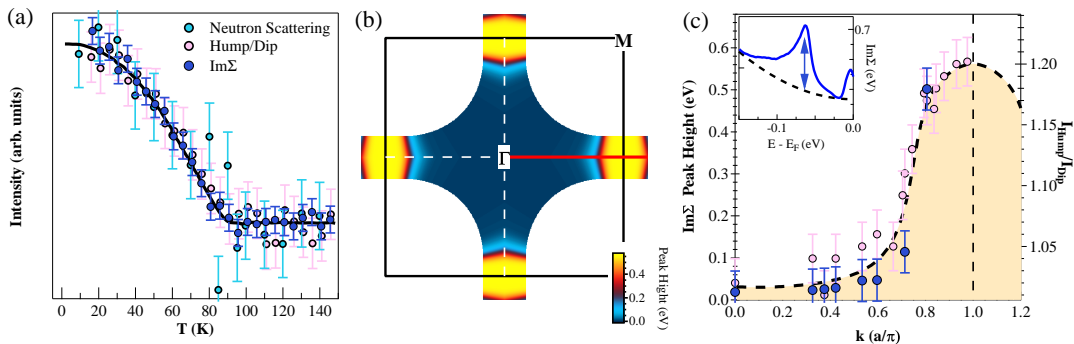 (a)
Neutron Scattering
Hump/Dip
ImΣ
Intensity (arb. units)
0 20 40 60 80 100 120 140
T (K)
(b)
M
Γ
0.4
0.2
0.0
Peak Hight (eV)
(c)
0.6
0.5
0.4
0.3
0.2
0.1
0.0
ImΣ Peak Height (eV)
0.0 0.2 0.4 0.6 0.8 1.0 1.2
k (a/π)
1.20
1.15
1.10
1.05
I_Hump/I_Dip
0.7
ImΣ (eV)
-0.1 0.0
E - E_F (eV)